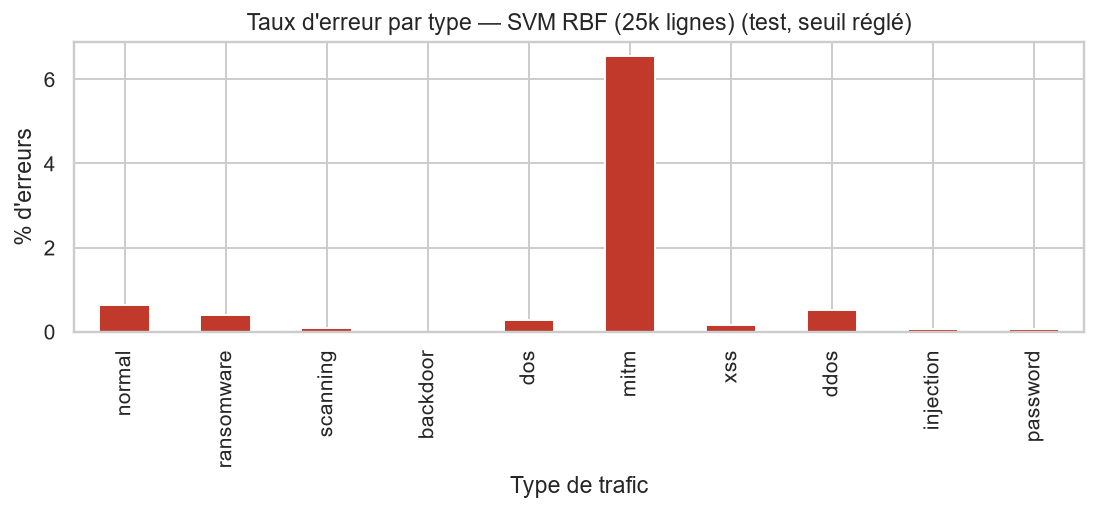 Taux d'erreur par type — SVM RBF (25k lignes) (test, seuil réglé)
% d'erreurs
6
4
2
0
normal
ransomware
scanning
backdoor
dos
mitm
xss
ddos
injection
password
Type de trafic